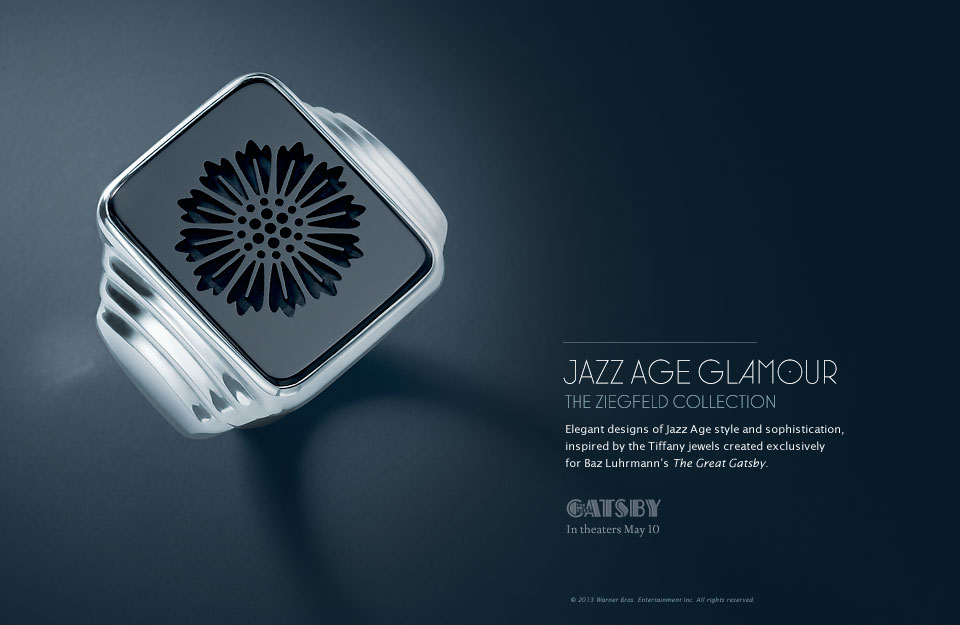 JAZZ AGE GLAMOUR
THE ZIEGFELD COLLECTION
Elegant designs of Jazz Age style and sophistication,
inspired by the Tiffany jewels created exclusively
for Baz Luhrmann's The Great Gatsby.
GATSBY
In theaters May 10
© 2013 Warner Bros. Entertainment Inc. All rights reserved